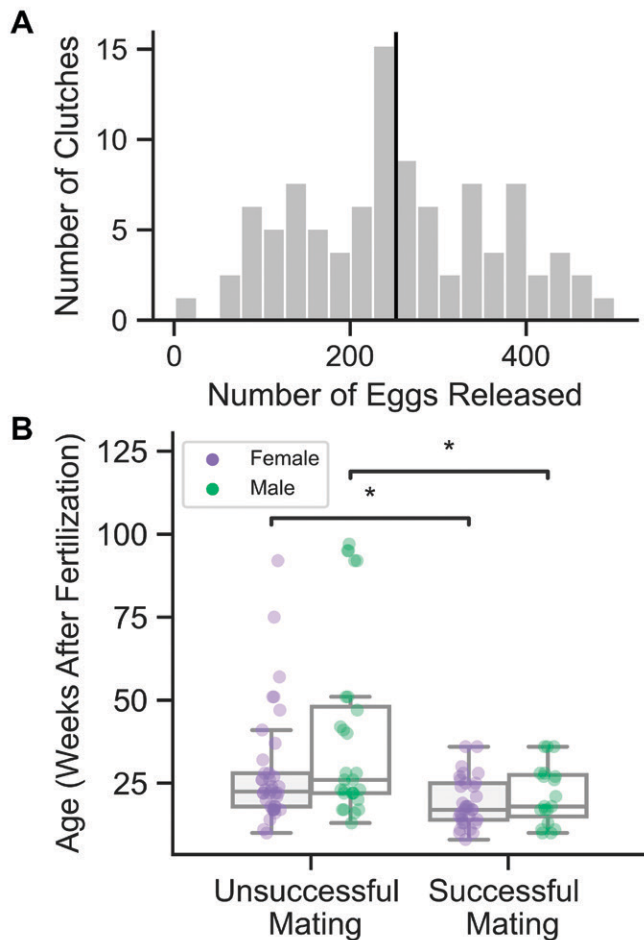 A
15
10
5
0
Number of Clutches
0 200 400
Number of Eggs Released
B
125
100
75
50
25
Age (Weeks After Fertilization)
Female
Male
*
*
Unsuccessful Mating
Successful Mating